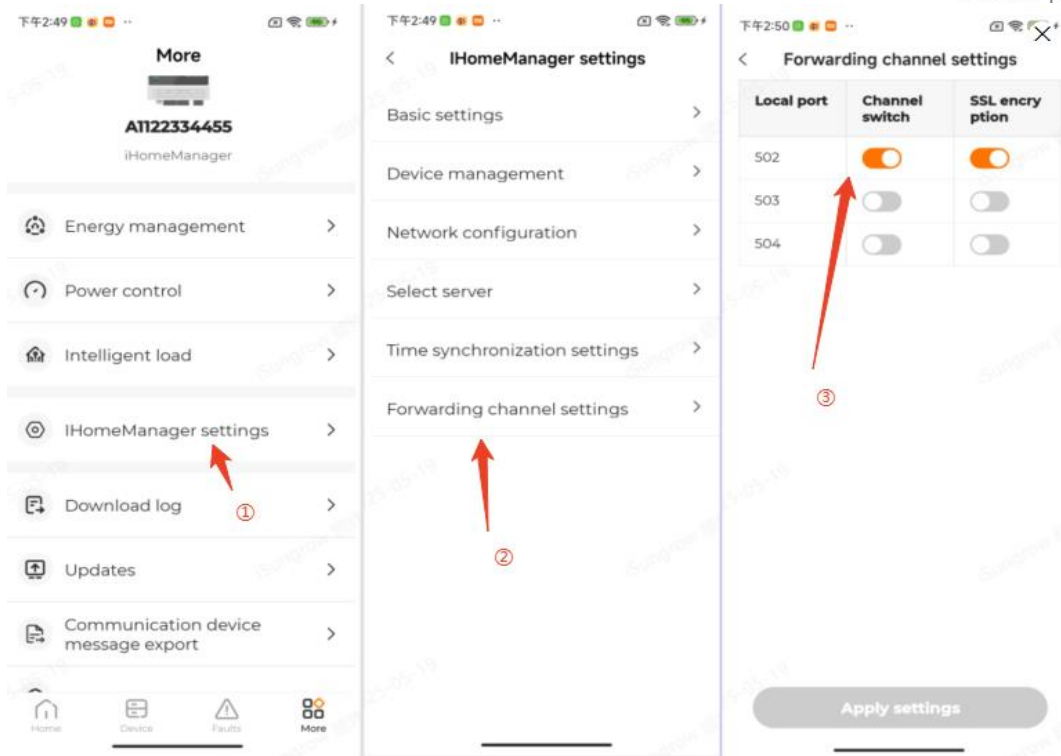 下午2:49
More
A1122334455
iHomeManager
Energy management
Power control
Intelligent load
IHomeManager settings
①
Download log
Updates
Communication device
message export
Home
Device
Faults
More
下午2:49
IHomeManager settings
Basic settings
Device management
Network configuration
Select server
Time synchronization settings
Forwarding channel settings
②
下午2:50
Forwarding channel settings
Local port
Channel
switch
SSL encry
ption
502
503
504
③
Apply settings